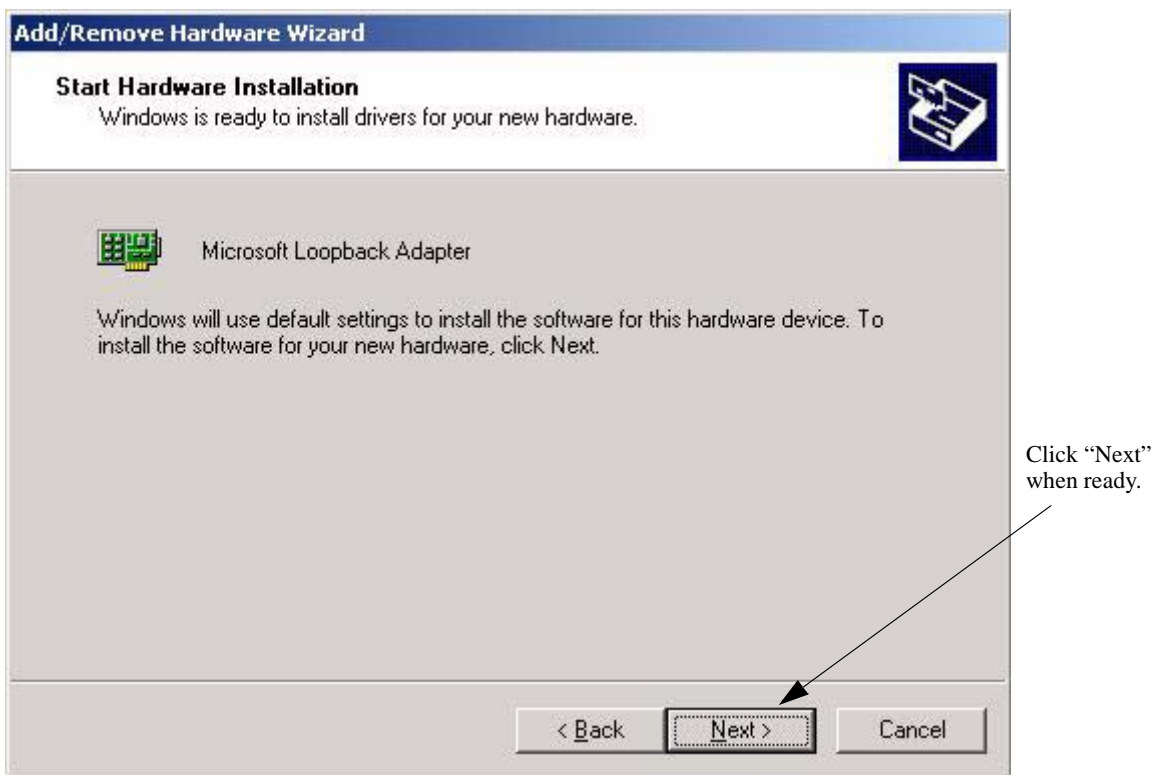 Add/Remove Hardware Wizard
Start Hardware Installation
Windows is ready to install drivers for your new hardware.
Microsoft Loopback Adapter
Windows will use default settings to install the software for this hardware device. To
install the software for your new hardware, click Next.
Click “Next”
when ready.
< Back
Next >
Cancel